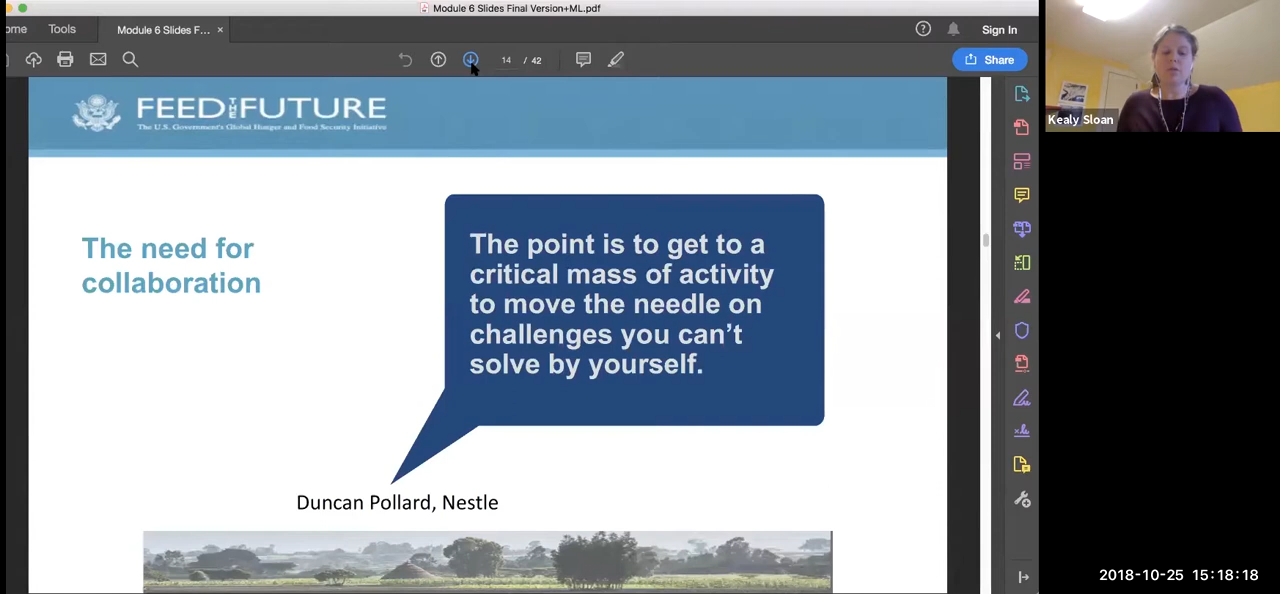 Module 6 Slides Final Version+ML.pdf
ome
Tools
Module 6 Slides F... ×
Sign In
14 / 42
Share
FEED THE FUTURE
The U.S. Government's Global Hunger and Food Security Initiative
The need for
collaboration
The point is to get to a
critical mass of activity
to move the needle on
challenges you can't
solve by yourself.
Duncan Pollard, Nestle
Kealy Sloan
2018-10-25 15:18:18